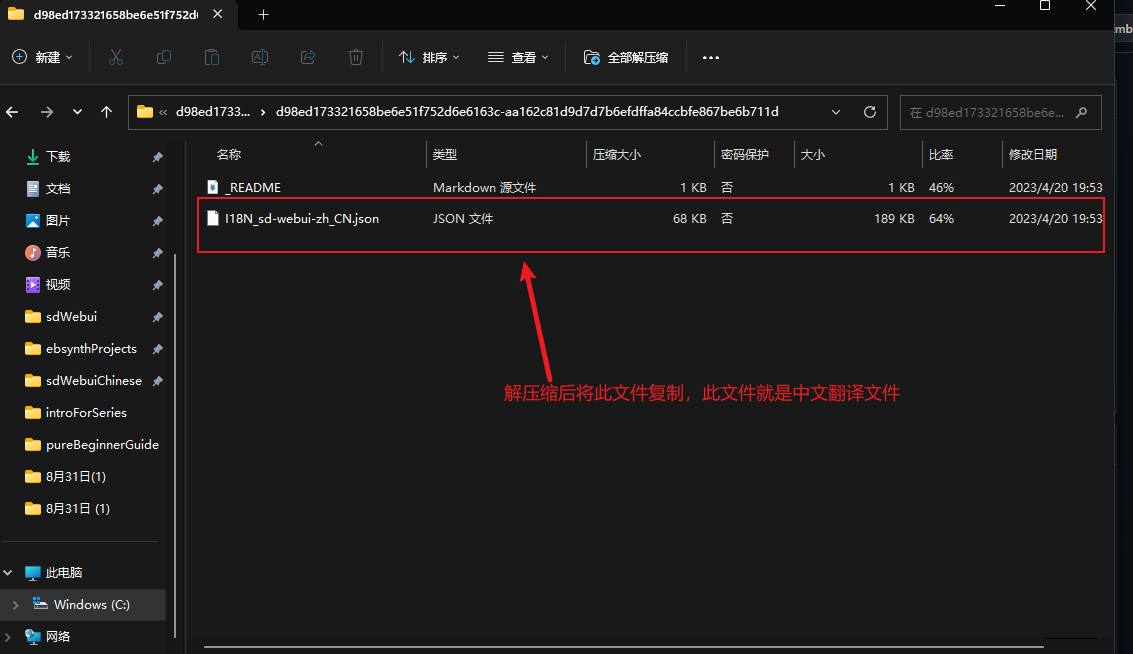 d98ed173321658be6e51f752d
mb
新建
排序
查看
全部解压缩
« d98ed1733... › d98ed173321658be6e51f752d6e6163c-aa162c81d9d7d7b6efdffa84ccbfe867be6b711d
在 d98ed173321658be6e...
名称 类型 压缩大小 密码保护 大小 比率 修改日期
_README Markdown 源文件 1 KB 否 1 KB 46% 2023/4/20 19:53
I18N_sd-webui-zh_CN.json JSON 文件 68 KB 否 189 KB 64% 2023/4/20 19:53
解压缩后将此文件复制，此文件就是中文翻译文件
下载
文档
图片
音乐
视频
sdWebui
ebsynthProjects
sdWebuiChinese
introForSeries
pureBeginnerGuide
8月31日(1)
8月31日 (1)
此电脑
Windows (C:)
网络